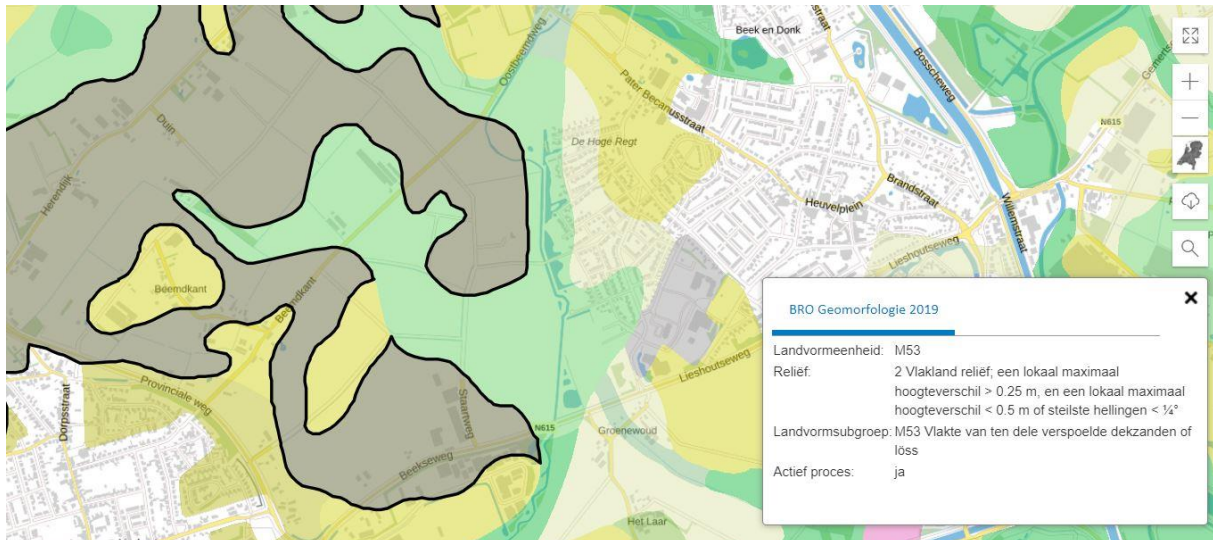 Beek en Donk
Oostbeemdweg
Pater Becanusstraat
Bosscheweg
Gemertse
N615
Duin
De Hoge Regt
Herendijk
Brandstraat
Heuvelplein
Willemstraat
Lieshoutseweg
Beemdkant
Beemdkant
BRO Geomorfologie 2019
Landvormeenheid: M53
Reliëf: 2 Vlakland reliëf; een lokaal maximaal
hoogteverschil > 0.25 m, en een lokaal maximaal
hoogteverschil < 0.5 m of steilste hellingen < ¼°
Landvormsubgroep: M53 Vlakte van ten dele verspoelde dekzanden of
löss
Actief proces: ja
Lieshoutseweg
Provinciale weg
Dorpsstraat
Staartweg
N615
Groenewoud
Beekseweg
Het Laar